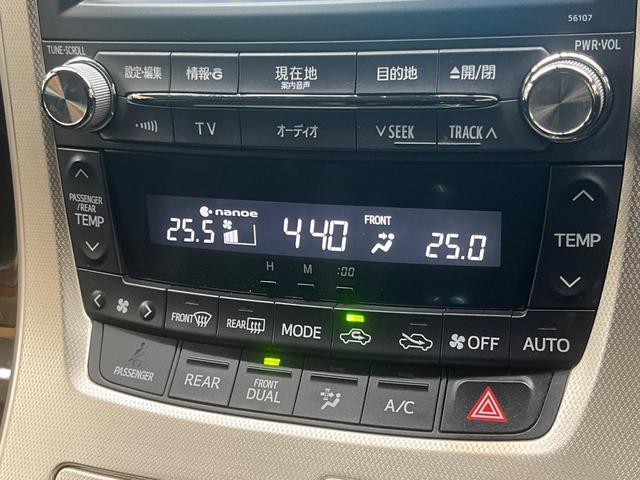 56107
TUNE·SCROLL
PWR·VOL
設定・編集
情報・G
現在地
案内音声
目的地
▲開/閉
TV
オーディオ
∨ SEEK
TRACK ∧
PASSENGER
/REAR
TEMP
nanoe
25.5
4:40
FRONT
25.0
TEMP
H
M
:00
FRONT
REAR
MODE
OFF
AUTO
PASSENGER
REAR
FRONT
DUAL
A/C